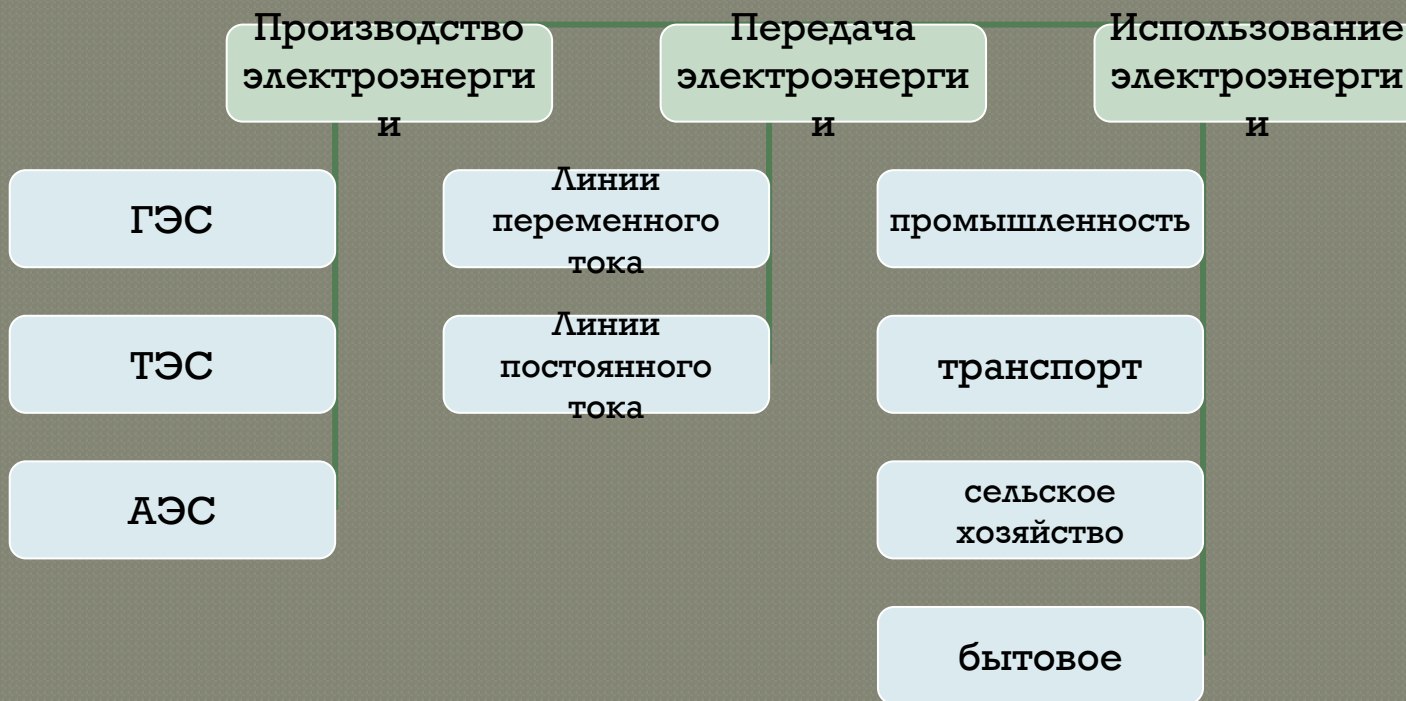 Производство
электроэнерги
и
ГЭС
ТЭС
АЭС
Передача
электроэнерги
и
Линии
переменного
тока
Линии
постоянного
тока
Использование
электроэнерги
и
промышленность
транспорт
сельское
хозяйство
бытовое